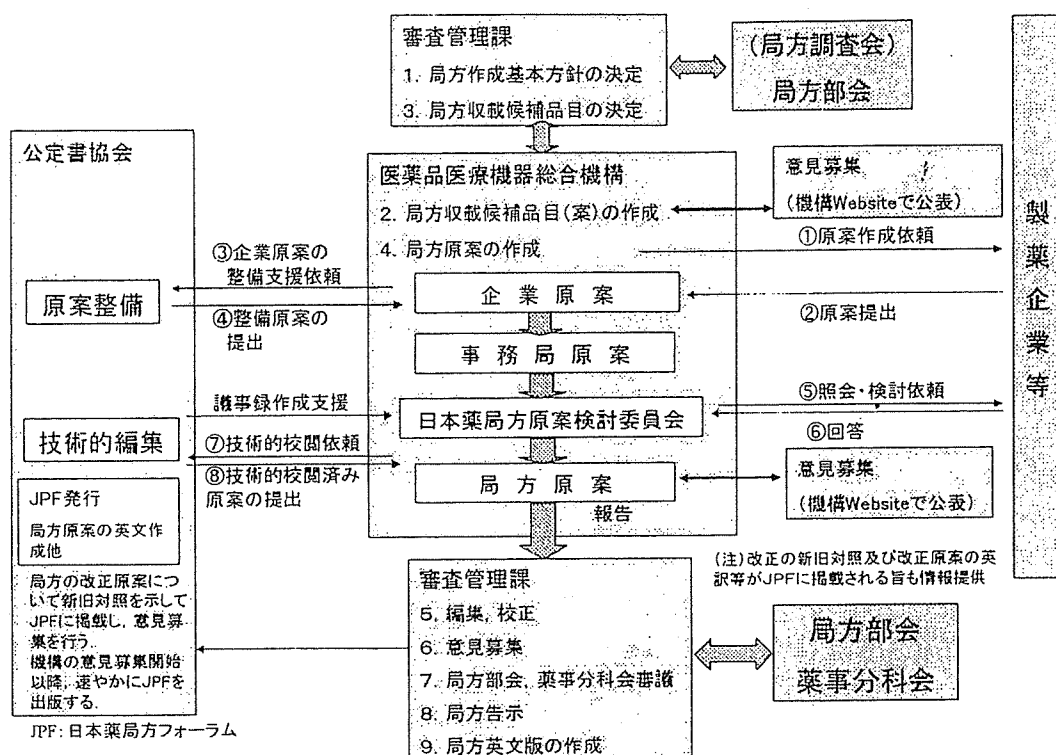 審査管理課
1. 局方作成基本方針の決定
3. 局方収載候補品目の決定
(局方調査会)
局方部会
製薬企業等
公定書協会
医薬品医療機器総合機構
2. 局方収載候補品目(案)の作成
4. 局方原案の作成
意見募集
(機構Websiteで公表)
①原案作成依頼
③企業原案の
整備支援依頼
原案整備
④整備原案の
提出
企業原案
②原案提出
事務局原案
議事録作成支援
日本薬局方原案検討委員会
⑤照会・検討依頼
⑥回答
技術的編集
⑦技術的校閲依頼
⑧技術的校閲済み
原案の提出
局方原案
報告
意見募集
(機構Websiteで公表)
JPF発行
局方原案の英文作
成他
局方の改正原案につ
いて新旧対照を示して
JPFに掲載し, 意見募
集を行う.
機構の意見募集開始
以降, 速やかにJPFを
出版する.
JPF: 日本薬局方フォーラム
(注)改正の新旧対照及び改正原案の英
訳等がJPFに掲載される旨も情報提供
審査管理課
5. 編集, 校正
6. 意見募集
7. 局方部会, 薬事分科会審議
8. 局方告示
9. 局方英文版の作成
局方部会
薬事分科会